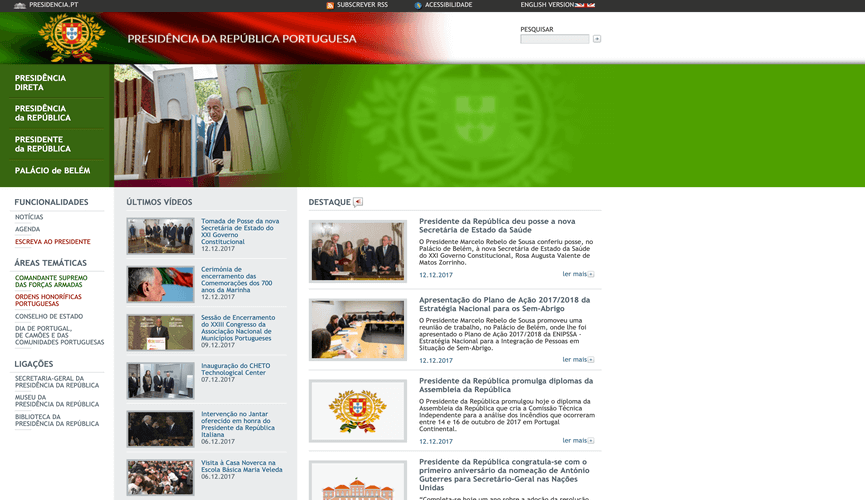 PRESIDENCIA.PT
SUBSCREVER RSS
ACESSIBILIDADE
ENGLISH VERSION
PRESIDÊNCIA DA REPÚBLICA PORTUGUESA
PESQUISAR
PRESIDÊNCIA
DIRETA
PRESIDÊNCIA
da REPÚBLICA
PRESIDENTE
da REPÚBLICA
PALÁCIO de BELÉM
FUNCIONALIDADES
NOTÍCIAS
AGENDA
ESCREVA AO PRESIDENTE
ÁREAS TEMÁTICAS
COMANDANTE SUPREMO
DAS FORÇAS ARMADAS
ORDENS HONORÍFICAS
PORTUGUESAS
CONSELHO DE ESTADO
DIA DE PORTUGAL,
DE CAMÕES E DAS
COMUNIDADES PORTUGUESAS
LIGAÇÕES
SECRETARIA-GERAL DA
PRESIDÊNCIA DA REPÚBLICA
MUSEU DA
PRESIDÊNCIA DA REPÚBLICA
BIBLIOTECA DA
PRESIDÊNCIA DA REPÚBLICA
ÚLTIMOS VÍDEOS
Tomada de Posse da nova
Secretária de Estado do
XXI Governo
Constitucional
12.12.2017
Cerimónia de
encerramento das
Comemorações dos 700
anos da Marinha
12.12.2017
Sessão de Encerramento
do XXIII Congresso da
Associação Nacional de
Municípios Portugueses
09.12.2017
Inauguração do CHETO
Technological Center
07.12.2017
Intervenção no Jantar
oferecido em honra do
Presidente da República
Italiana
06.12.2017
Visita à Casa Noverca na
Escola Básica Maria Veleda
06.12.2017
DESTAQUE
Presidente da República deu posse a nova
Secretária de Estado da Saúde
O Presidente Marcelo Rebelo de Sousa conferiu posse, no
Palácio de Belém, à nova Secretária de Estado da Saúde
do XXI Governo Constitucional, Rosa Augusta Valente de
Matos Zorrinho.
12.12.2017
ler mais
Apresentação do Plano de Ação 2017/2018 da
Estratégia Nacional para os Sem-Abrigo
O Presidente Marcelo Rebelo de Sousa promoveu uma
reunião de trabalho, no Palácio de Belém, onde lhe foi
apresentado o Plano de Ação 2017/2018 da ENIPSSA -
Estratégia Nacional para a Integração de Pessoas em
Situação de Sem-Abrigo.
12.12.2017
ler mais
Presidente da República promulga diplomas da
Assembleia da República
O Presidente da República promulgou hoje o diploma da
Assembleia da República que cria a Comissão Técnica
Independente para a análise dos incêndios que ocorreram
entre 14 e 16 de outubro de 2017 em Portugal
Continental.
12.12.2017
ler mais
Presidente da República congratula-se com o
primeiro aniversário da nomeação de António
Guterres para Secretário-Geral nas Nações
Unidas
"Completa-se hoje um ano sobre a adoção da resolução